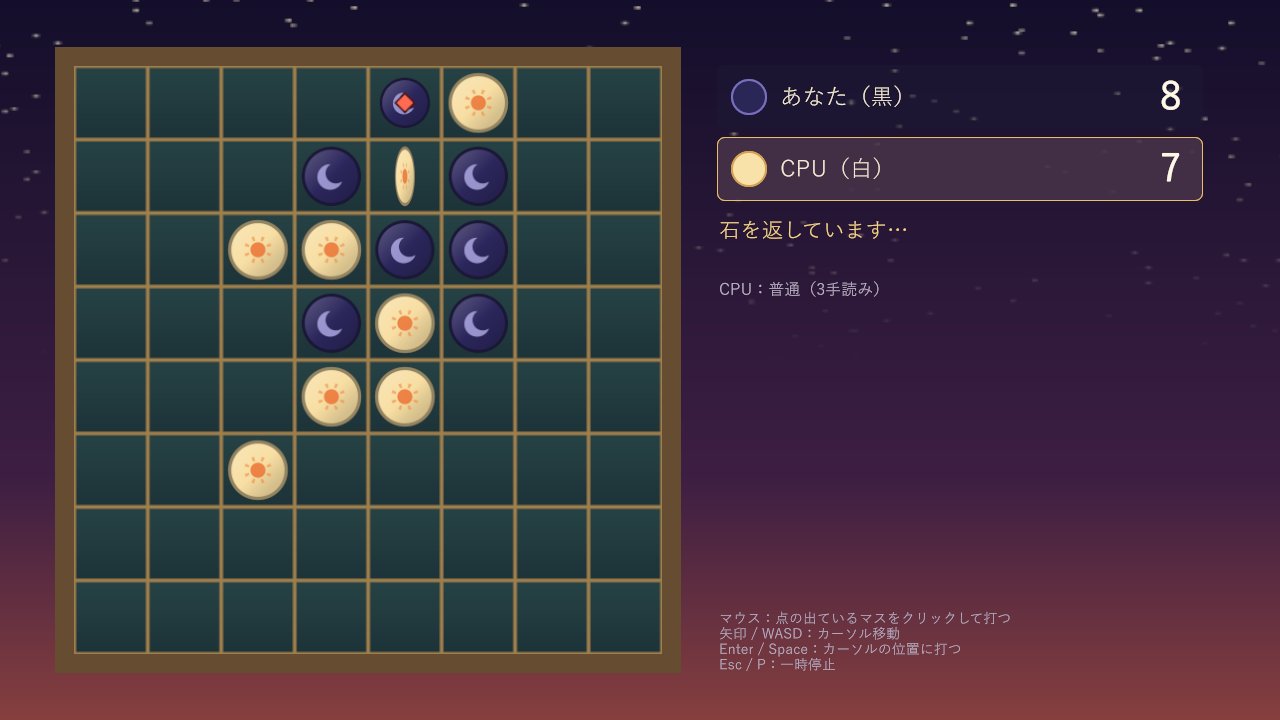 あなた（黒）
8
CPU（白）
7
石を返しています…
CPU：普通（3手読み）
マウス：点の出ているマスをクリックして打つ
矢印 / WASD：カーソル移動
Enter / Space：カーソルの位置に打つ
Esc / P：一時停止